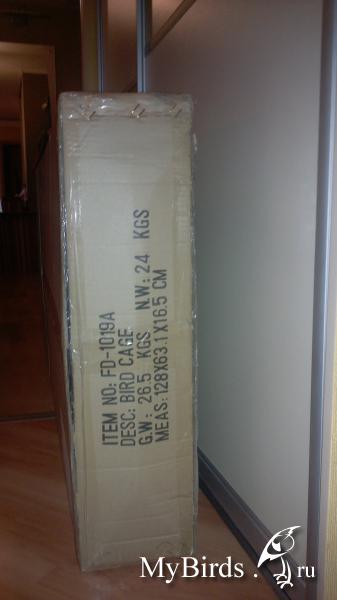 ITEM NO: FD-1019A
DESC: BIRD CAGE
G.W: 26.5 KGS N.W: 24 KGS
MEAS: 128X63.1X16.5 CM
MyBirds.ru